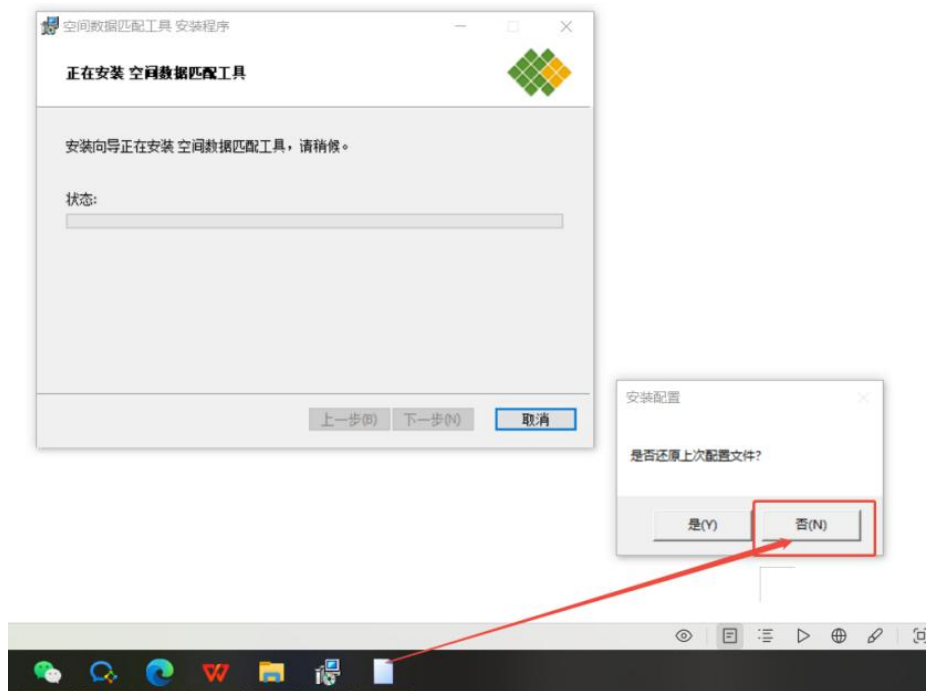 空间数据匹配工具 安装程序
正在安装 空间数据匹配工具
安装向导正在安装 空间数据匹配工具，请稍候。
状态:
上一步(B) 下一步(N) 取消
安装配置
是否还原上次配置文件?
是(Y) 否(N)